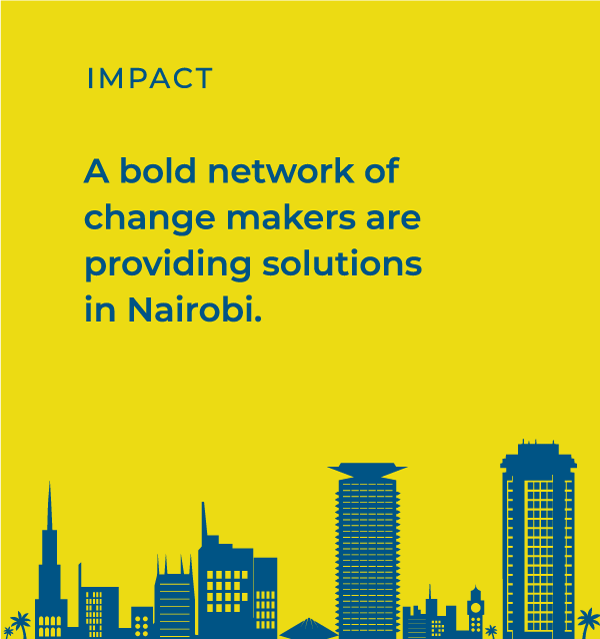 IMPACT
A bold network of
change makers are
providing solutions
in Nairobi.